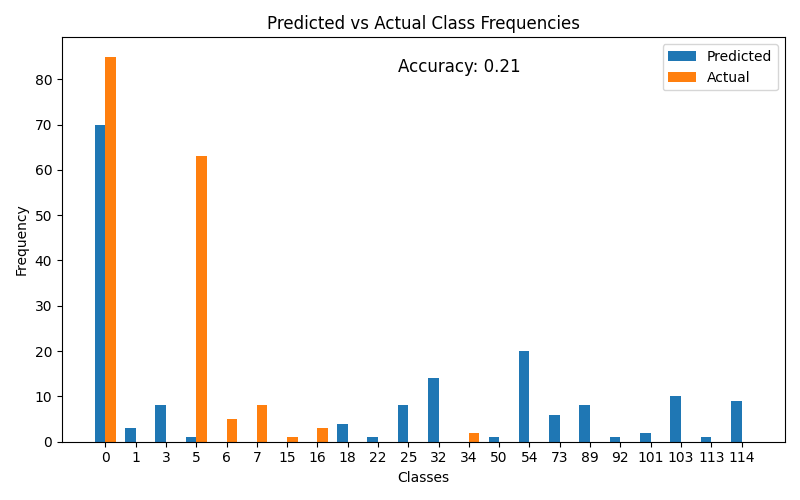 Predicted vs Actual Class Frequencies
Accuracy: 0.21
Predicted
Actual
Frequency
80
70
60
50
40
30
20
10
0
0 1 3 5 6 7 15 16 18 22 25 32 34 50 54 73 89 92 101 103 113 114
Classes